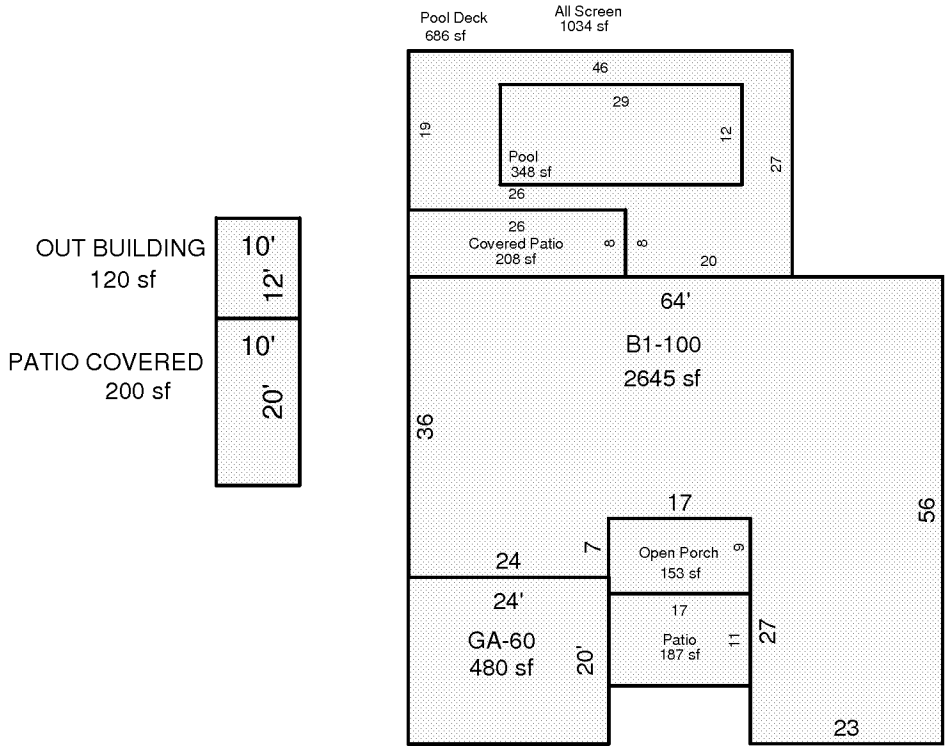 Pool Deck
686 sf
All Screen
1034 sf
46
29
19
12
27
Pool
348 sf
26
26
Covered Patio
208 sf
8
8
20
OUT BUILDING
120 sf
10'
12'
PATIO COVERED
200 sf
10'
20'
64'
B1-100
2645 sf
36
56
17
7
Open Porch
153 sf
9
24
24'
GA-60
480 sf
20'
17
Patio
187 sf
11
27
23